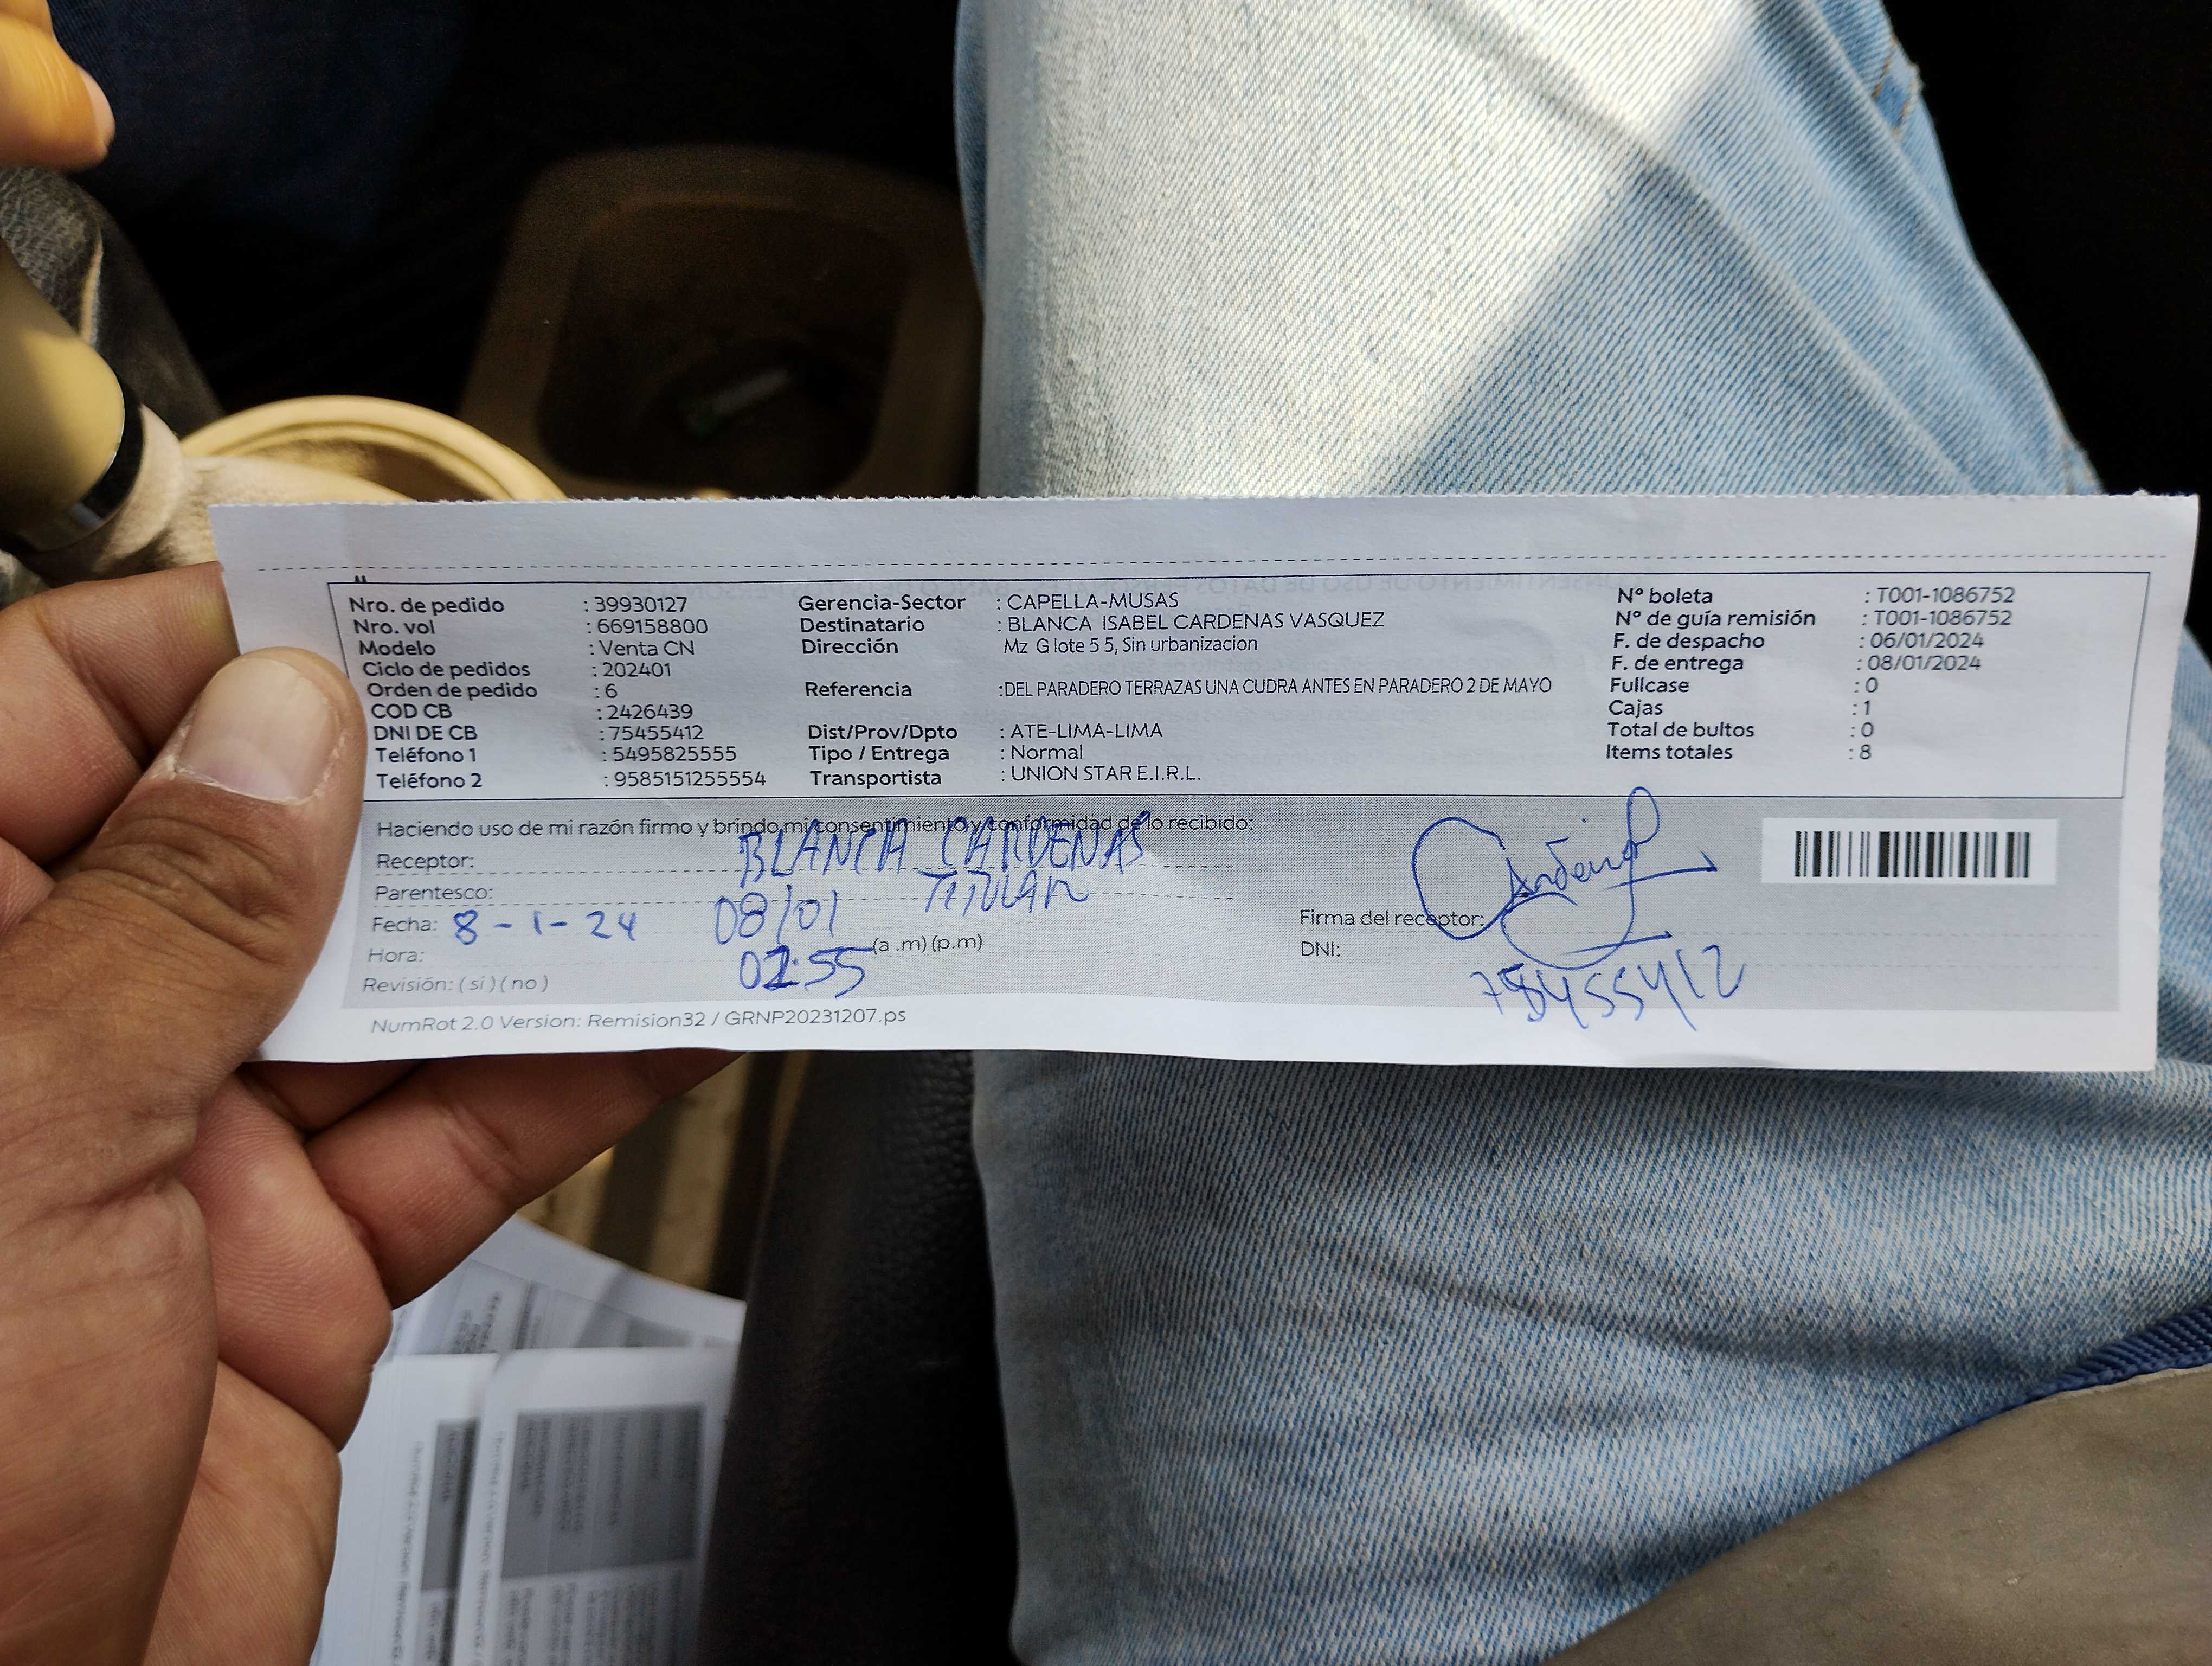 Nro. de pedido : 39930127
Nro. vol : 669158800
Modelo : Venta CN
Ciclo de pedidos : 202401
Orden de pedido : 6
COD CB : 2426439
DNI DE CB : 75455412
Teléfono 1 : 5495825555
Teléfono 2 : 9585151255554
Gerencia-Sector : CAPELLA-MUSAS
Destinatario : BLANCA ISABEL CARDENAS VASQUEZ
Dirección Mz G lote 5 5, Sin urbanizacion
Referencia :DEL PARADERO TERRAZAS UNA CUDRA ANTES EN PARADERO 2 DE MAYO
Dist/Prov/Dpto : ATE-LIMA-LIMA
Tipo / Entrega : Normal
Transportista : UNION STAR E.I.R.L.
Nº boleta : T001-1086752
Nº de guía remisión : T001-1086752
F. de despacho : 06/01/2024
F. de entrega : 08/01/2024
Fullcase : 0
Cajas : 1
Total de bultos : 0
Items totales : 8
Haciendo uso de mi razón firmo y brindo mi consentimiento y conformidad de lo recibido:
Receptor: BLANCA CARDENAS
Parentesco: TITULAR
Fecha: 8-1-24 08/01
Hora: 02:55 (a .m) (p.m)
Revisión: ( si ) ( no )
Firma del receptor:
DNI: 75455412
NumRot 2.0 Version: Remision32 / GRNP20231207.ps